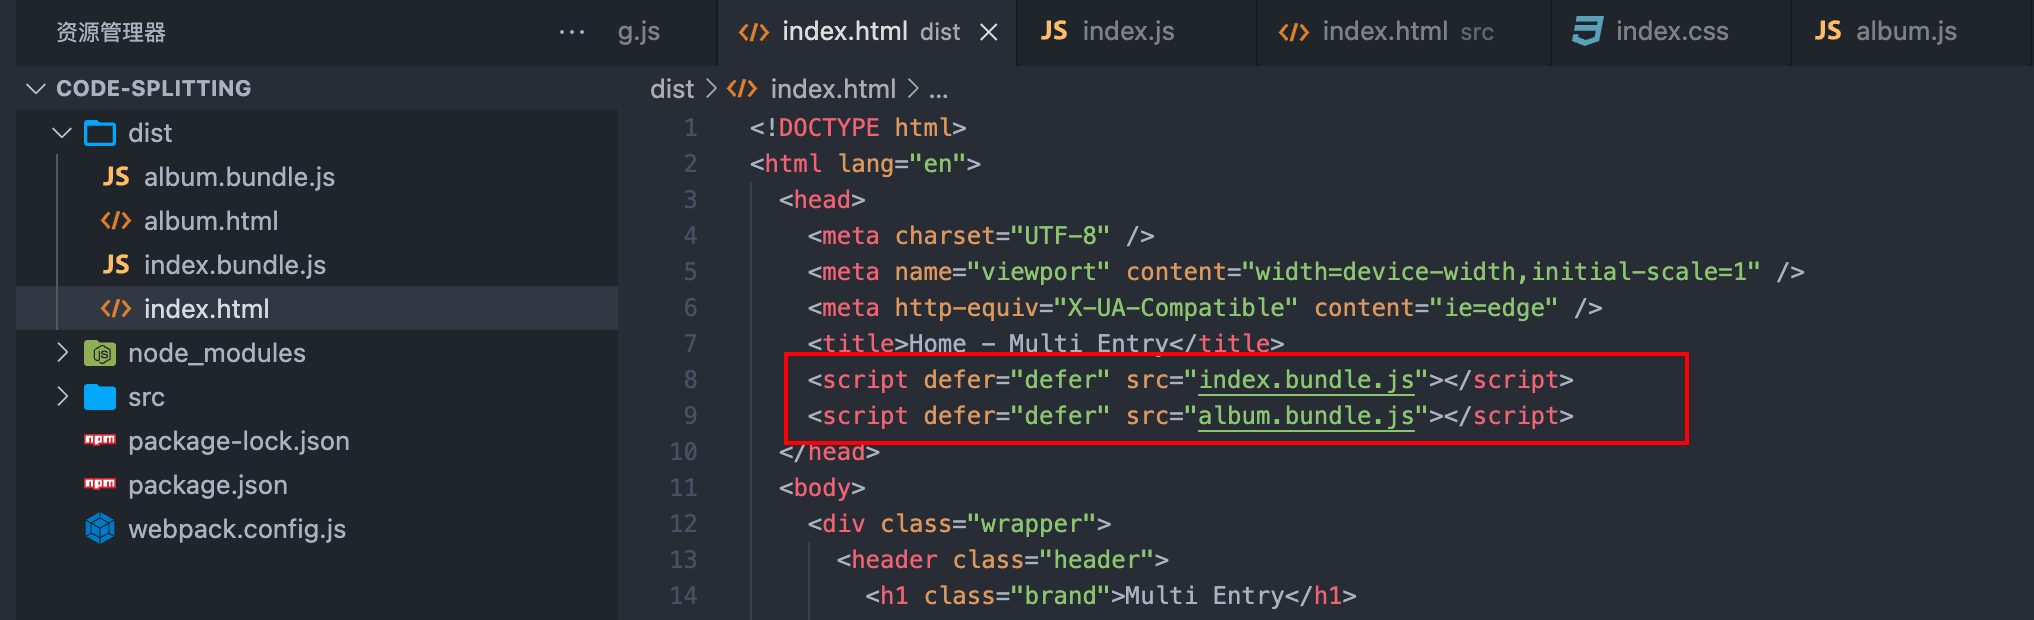 资源管理器
CODE-SPLITTING
dist
JS album.bundle.js
album.html
JS index.bundle.js
index.html
node_modules
src
npm package-lock.json
npm package.json
webpack.config.js
g.js index.html dist JS index.js index.html src index.css JS album.js
dist > index.html > ...
1 <!DOCTYPE html>
2 <html lang="en">
3 <head>
4 <meta charset="UTF-8" />
5 <meta name="viewport" content="width=device-width,initial-scale=1" />
6 <meta http-equiv="X-UA-Compatible" content="ie=edge" />
7 <title>Home - Multi Entry</title>
8 <script defer="defer" src="index.bundle.js"></script>
9 <script defer="defer" src="album.bundle.js"></script>
10 </head>
11 <body>
12 <div class="wrapper">
13 <header class="header">
14 <h1 class="brand">Multi Entry</h1>